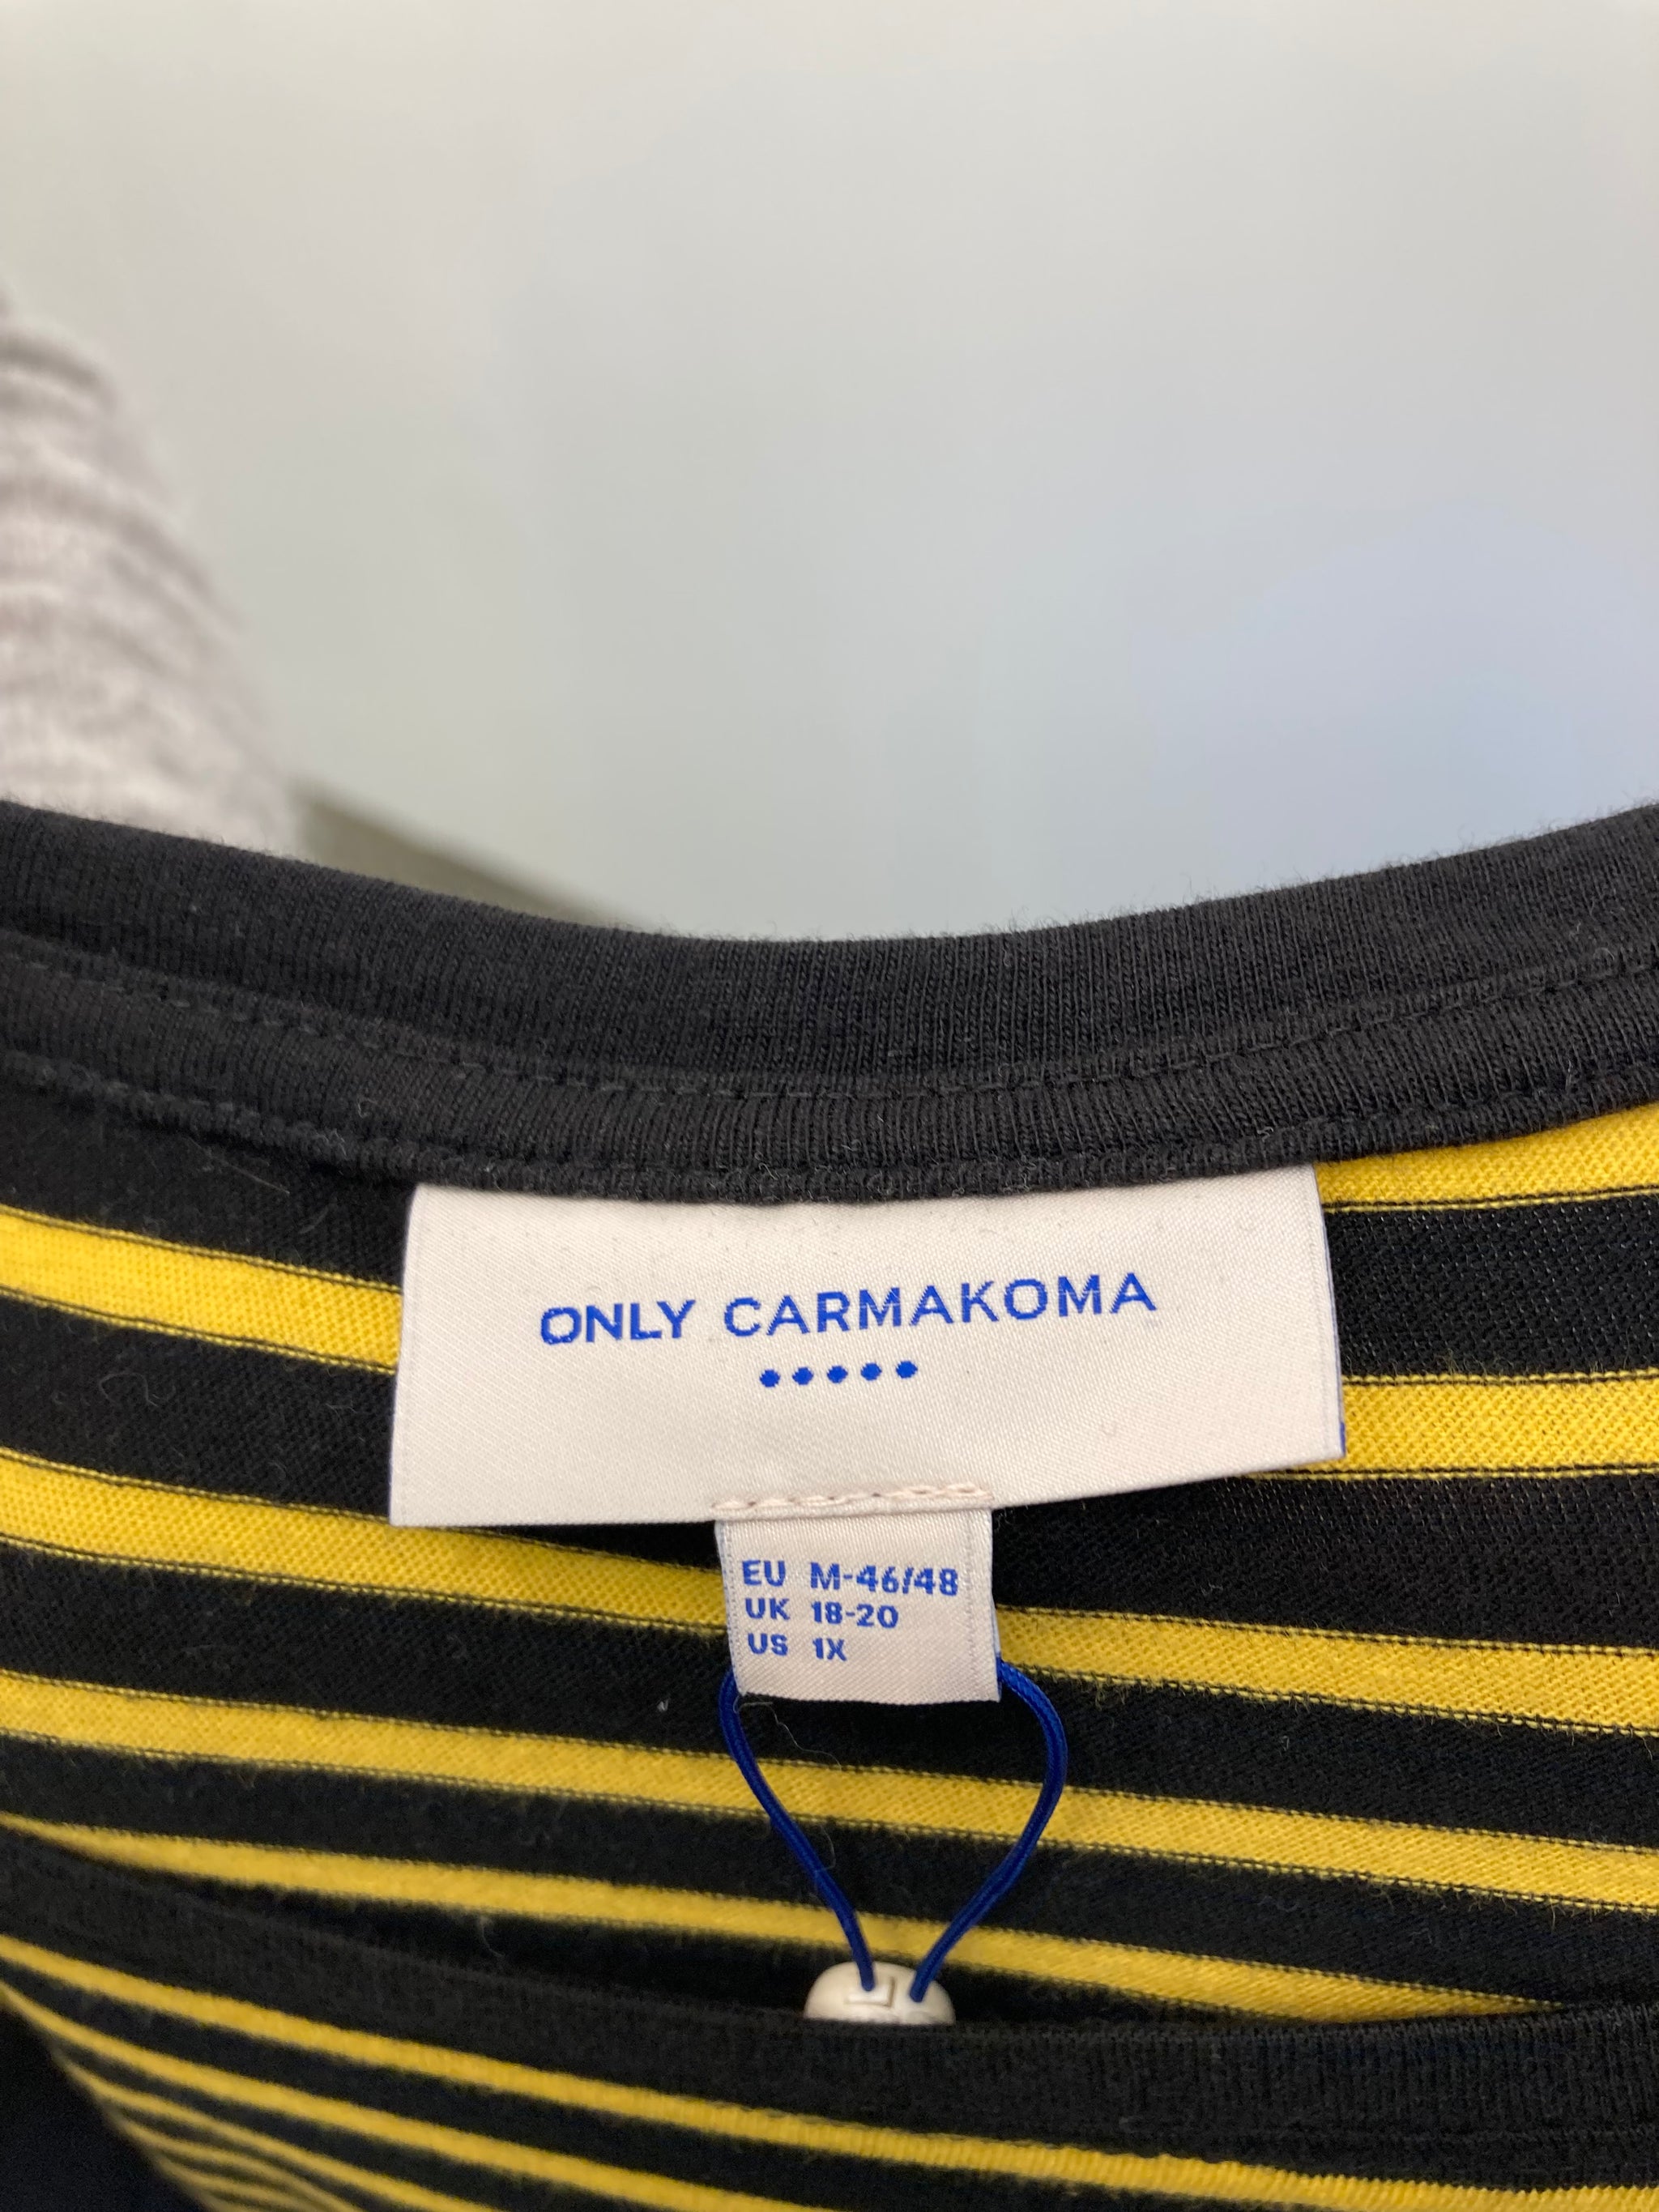 ONLY CARMAKOMA
EU M-46/48
UK 18-20
US 1X